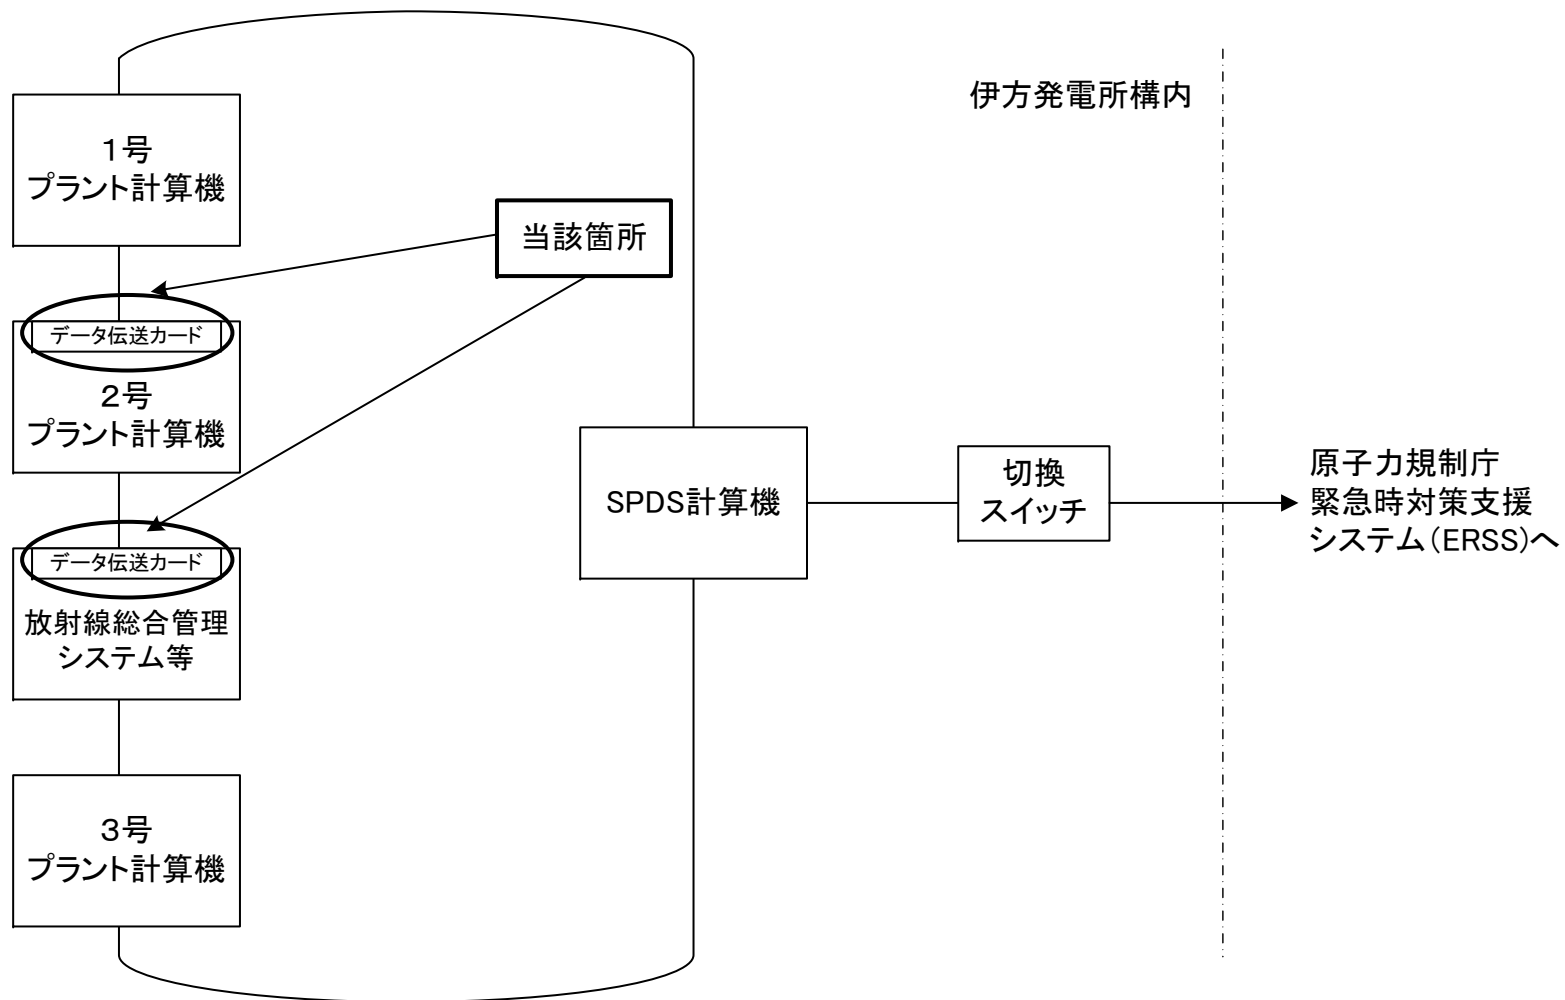 伊方発電所構内
1号
プラント計算機
当該箇所
データ伝送カード
2号
プラント計算機
SPDS計算機
切換
スイッチ
原子力規制庁
緊急時対策支援
システム(ERSS)へ
データ伝送カード
放射線総合管理
システム等
3号
プラント計算機